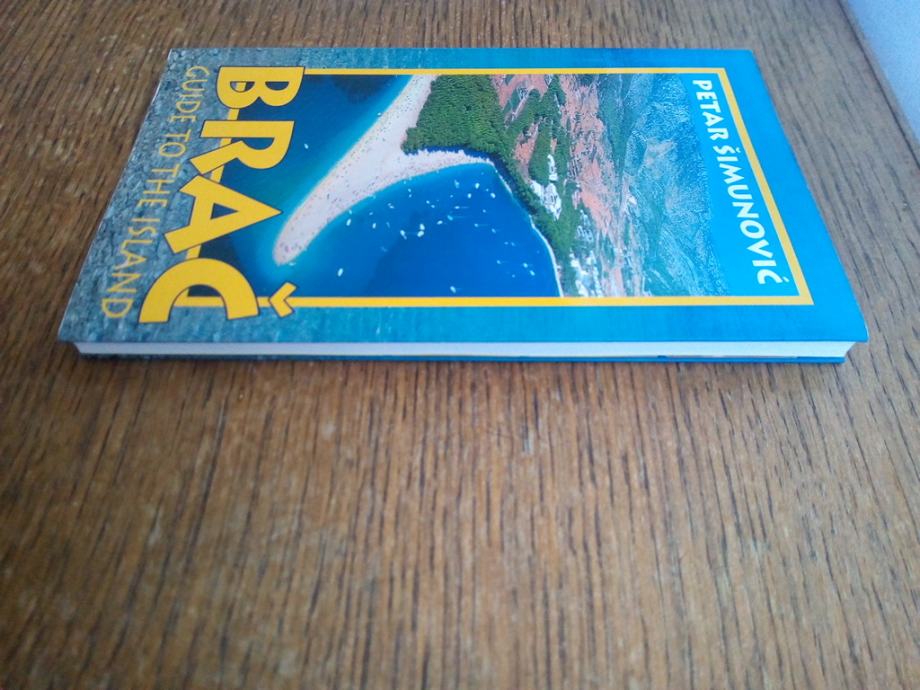 PETAR ŠIMUNOVIĆ
BRAČ
GUIDE TO THE ISLAND